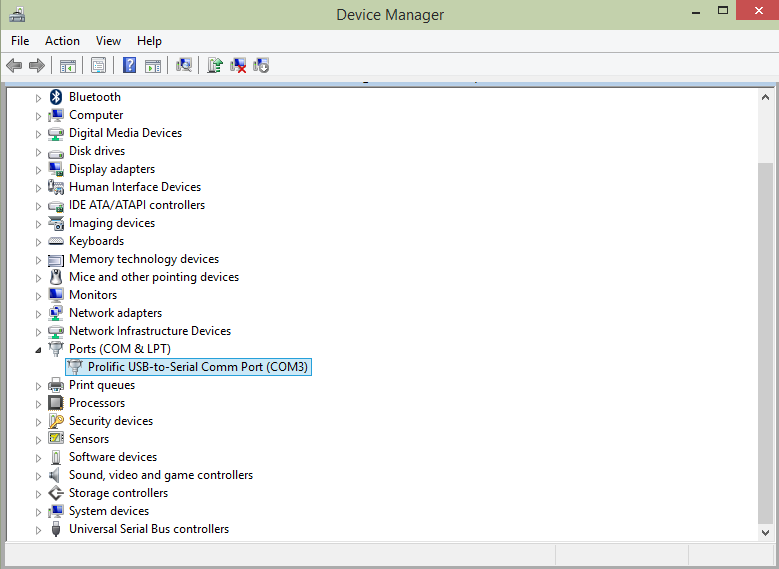 Device Manager
File Action View Help
Bluetooth
Computer
Digital Media Devices
Disk drives
Display adapters
Human Interface Devices
IDE ATA/ATAPI controllers
Imaging devices
Keyboards
Memory technology devices
Mice and other pointing devices
Monitors
Network adapters
Network Infrastructure Devices
Ports (COM & LPT)
Prolific USB-to-Serial Comm Port (COM3)
Print queues
Processors
Security devices
Sensors
Software devices
Sound, video and game controllers
Storage controllers
System devices
Universal Serial Bus controllers